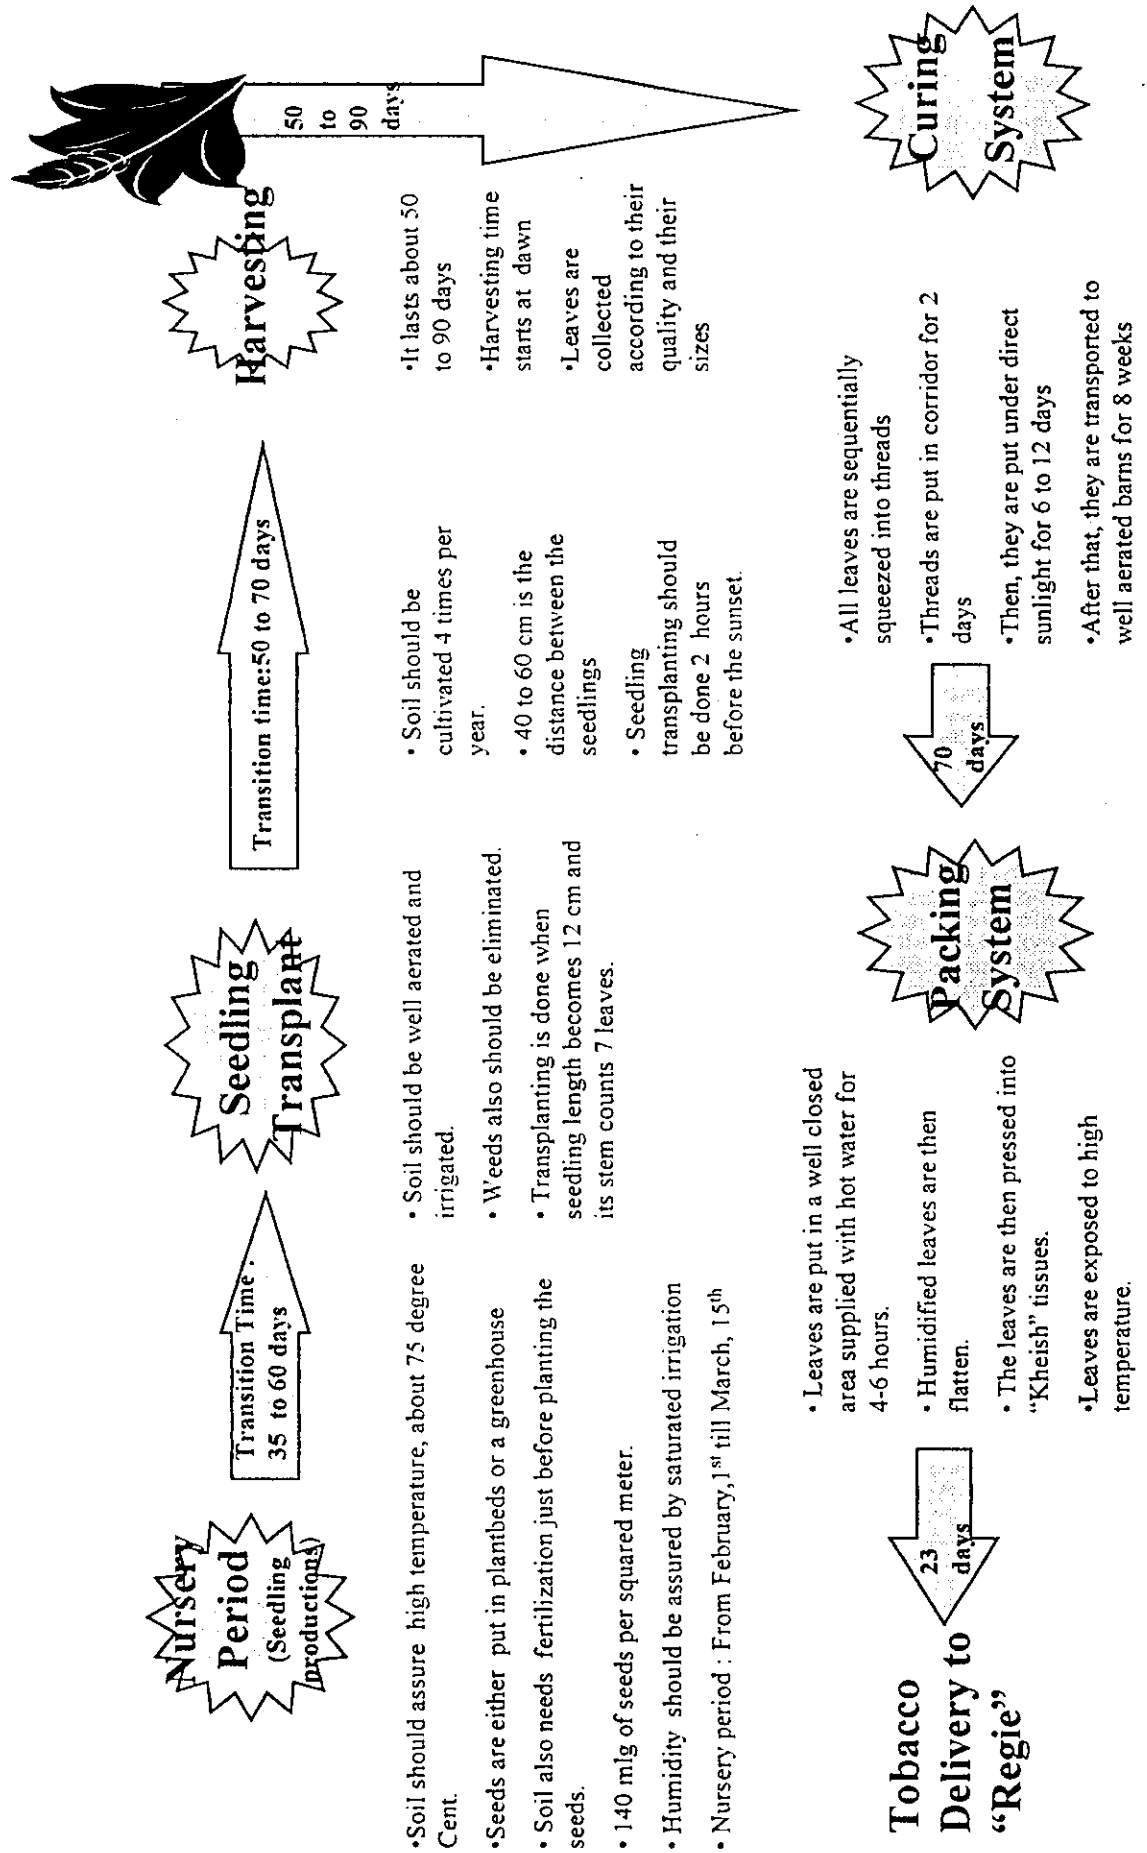 Nursery
Period
(Seedling
productions)
Transition Time :
35 to 60 days
Seedling
Transplant
Transition time:50 to 70 days
Harvesting
50
to
90
days
•Soil should assure high temperature, about 75 degree
Cent.
•Seeds are either put in plantbeds or a greenhouse
• Soil also needs fertilization just before planting the
seeds.
• 140 mlg of seeds per squared meter.
• Humidity should be assured by saturated irrigation
• Nursery period : From February,1st till March, 15th
• Soil should be well aerated and
irrigated.
• Weeds also should be eliminated.
• Transplanting is done when
seedling length becomes 12 cm and
its stem counts 7 leaves.
• Soil should be
cultivated 4 times per
year.
• 40 to 60 cm is the
distance between the
seedlings
• Seedling
transplanting should
be done 2 hours
before the sunset.
•It lasts about 50
to 90 days
•Harvesting time
starts at dawn
•Leaves are
collected
according to their
quality and their
sizes
Curing
System
•All leaves are sequentially
squeezed into threads
•Threads are put in corridor for 2
days
•Then, they are put under direct
sunlight for 6 to 12 days
•After that, they are transported to
well aerated barns for 8 weeks
70
days
Packing
System
• Leaves are put in a well closed
area supplied with hot water for
4-6 hours.
• Humidified leaves are then
flatten.
• The leaves are then pressed into
“Kheish” tissues.
•Leaves are exposed to high
temperature.
23
days
Tobacco
Delivery to
“Regie”